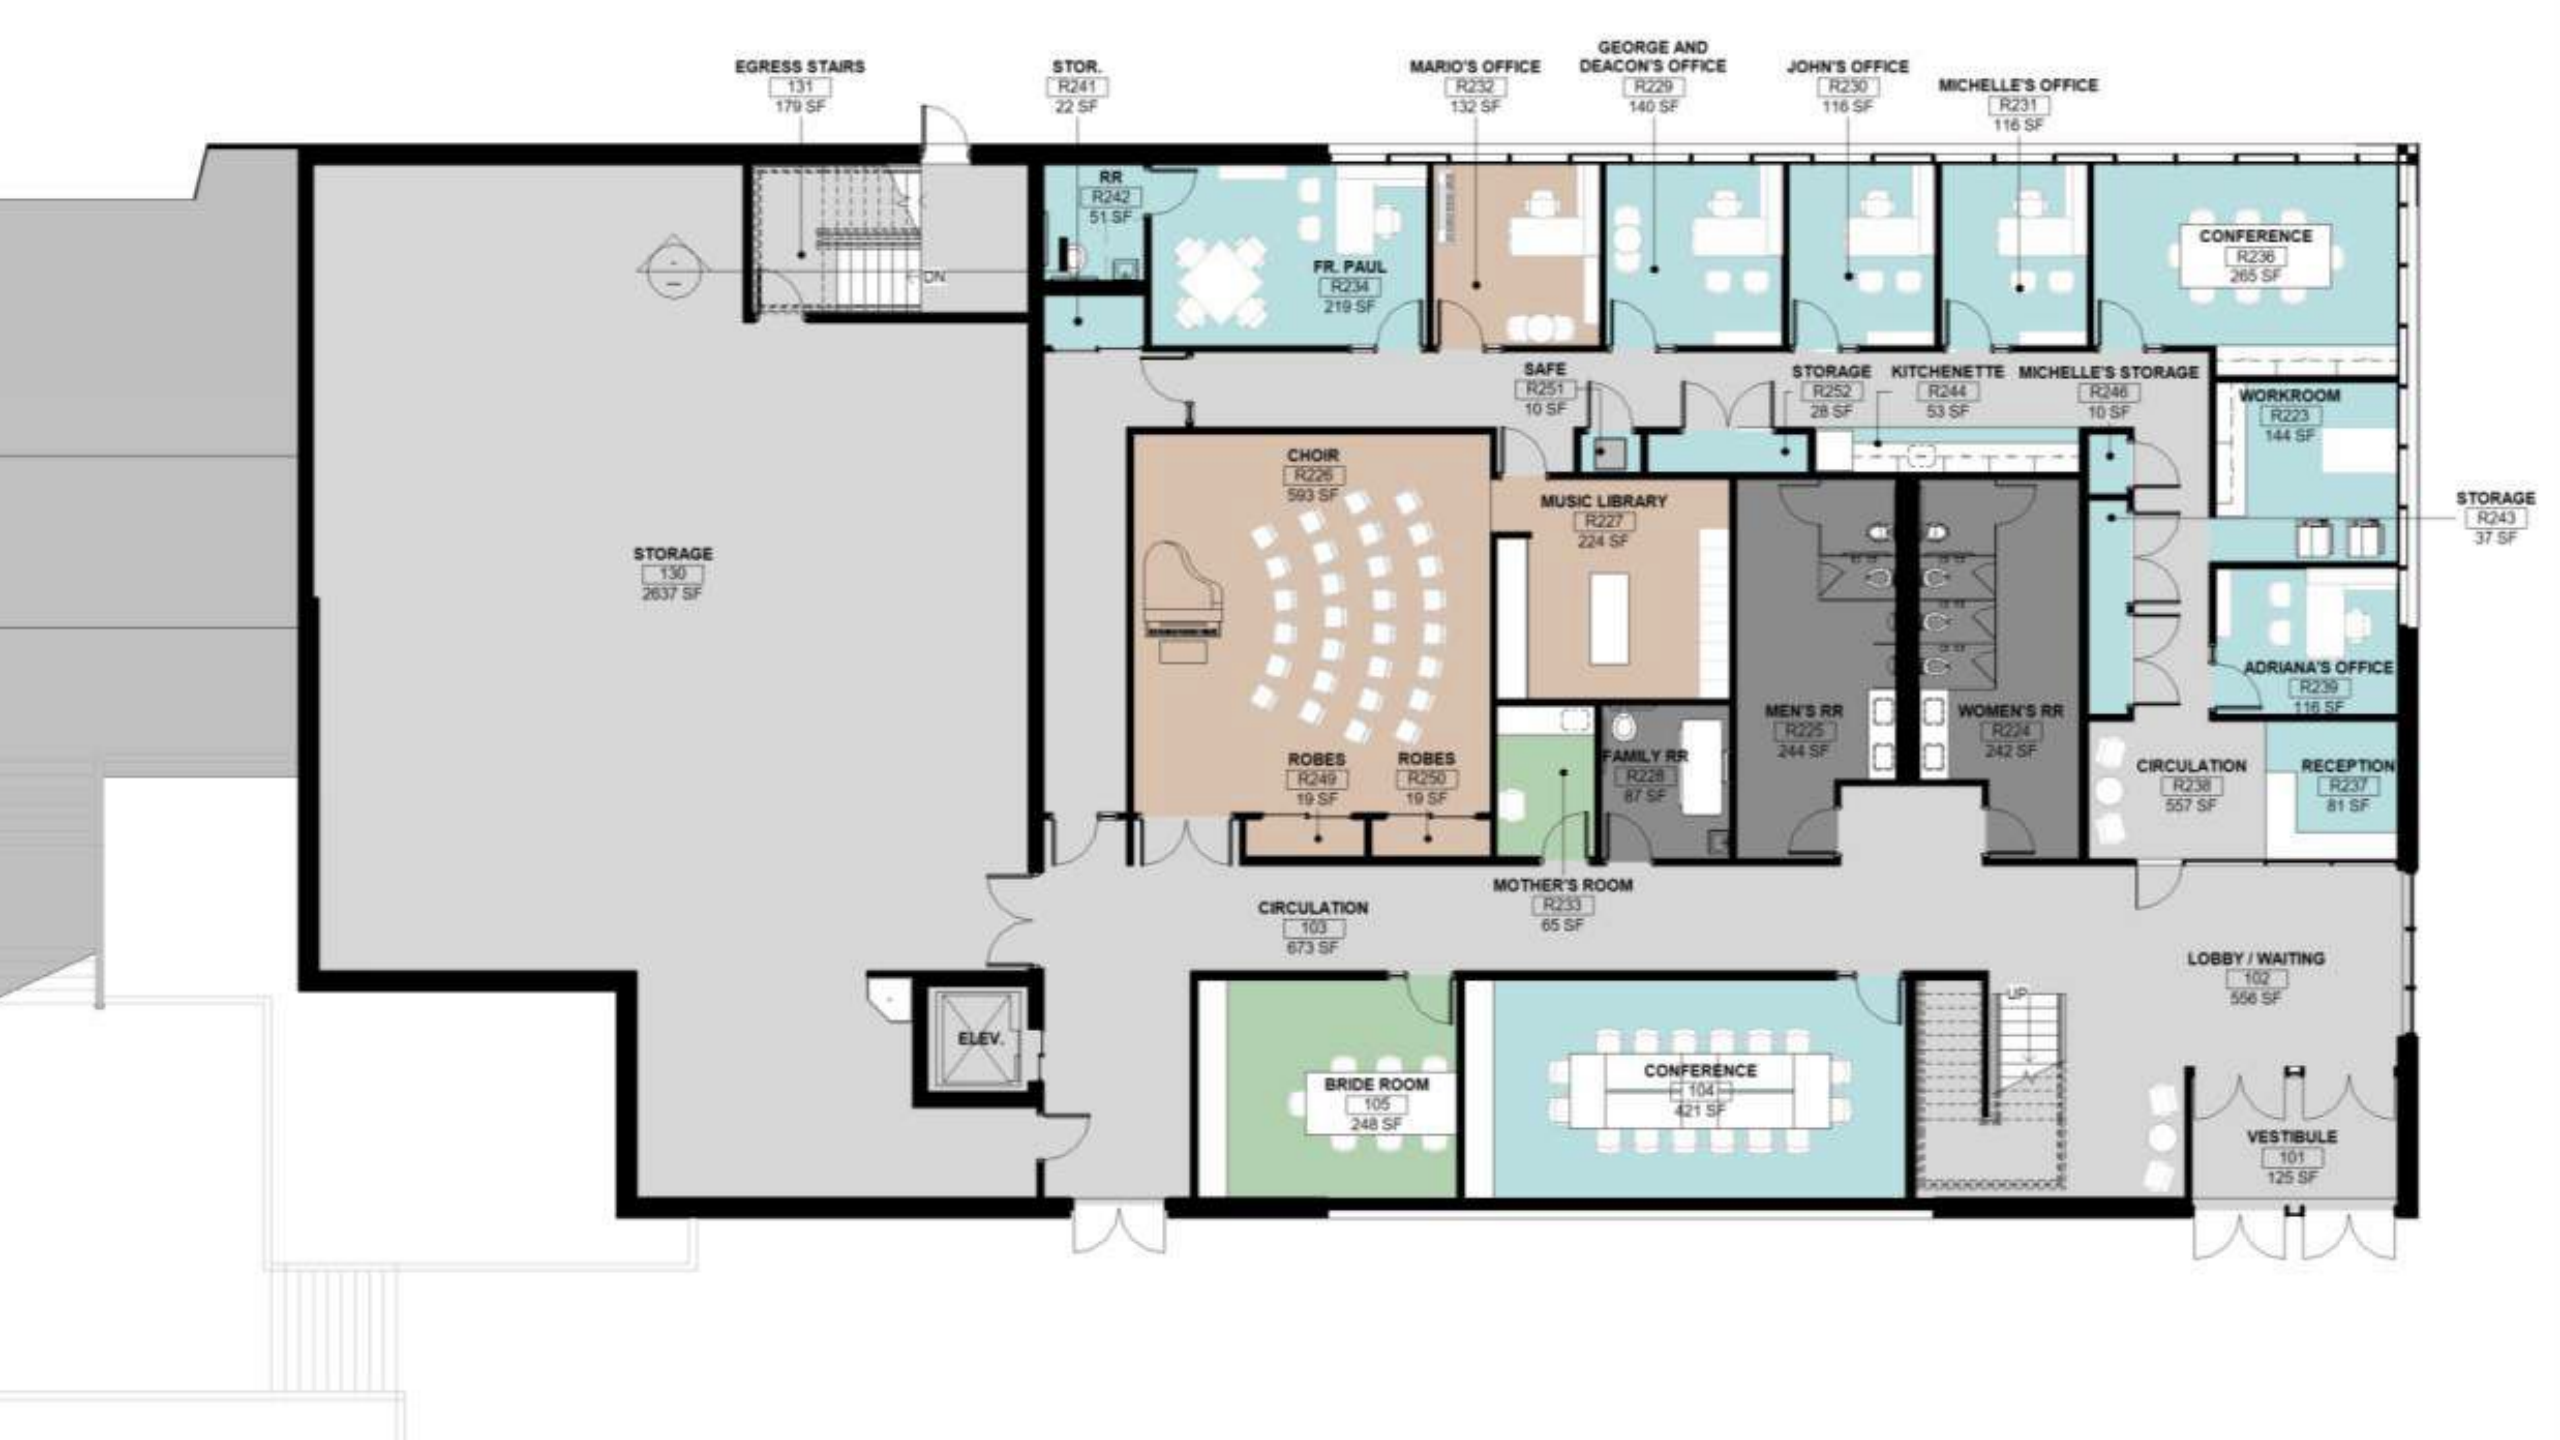 EGRESS STAIRS
131
179 SF
STOR.
R241
22 SF
MARIO'S OFFICE
R232
132 SF
GEORGE AND
DEACON'S OFFICE
R229
140 SF
JOHN'S OFFICE
R230
116 SF
MICHELLE'S OFFICE
R231
116 SF
RR
R242
51 SF
FR. PAUL
R234
219 SF
CONFERENCE
R236
265 SF
DN
SAFE
R251
10 SF
STORAGE
R252
28 SF
KITCHENETTE
R244
53 SF
MICHELLE'S STORAGE
R246
10 SF
WORKROOM
R223
144 SF
STORAGE
R243
37 SF
CHOIR
R226
593 SF
MUSIC LIBRARY
R227
224 SF
STORAGE
130
2637 SF
ADRIANA'S OFFICE
R239
116 SF
MEN'S RR
R225
244 SF
WOMEN'S RR
R224
242 SF
ROBES
R249
19 SF
ROBES
R250
19 SF
FAMILY RR
R228
87 SF
CIRCULATION
R238
557 SF
RECEPTION
R237
81 SF
MOTHER'S ROOM
R233
65 SF
CIRCULATION
103
673 SF
LOBBY / WAITING
102
556 SF
UP
ELEV.
BRIDE ROOM
105
248 SF
CONFERENCE
104
421 SF
VESTIBULE
101
125 SF